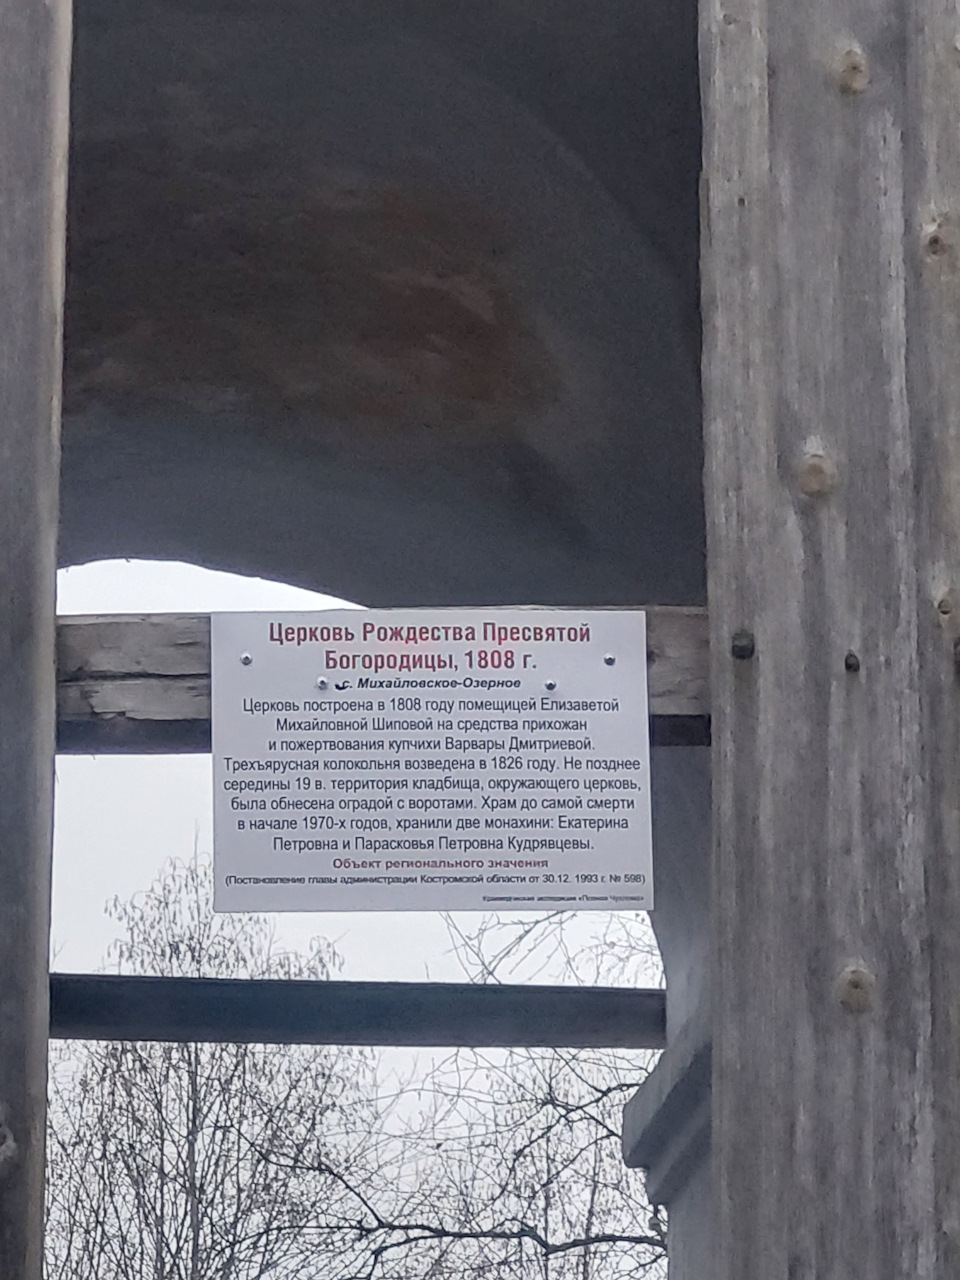 Церковь Рождества Пресвятой
Богородицы, 1808 г.
с. Михайловское-Озерное
Церковь построена в 1808 году помещицей Елизаветой
Михайловной Шиповой на средства прихожан
и пожертвования купчихи Варвары Дмитриевой.
Трехъярусная колокольня возведена в 1826 году. Не позднее
середины 19 в. территория кладбища, окружающего церковь,
была обнесена оградой с воротами. Храм до самой смерти
в начале 1970-х годов, хранили две монахини: Екатерина
Петровна и Парасковья Петровна Кудрявцевы.
Объект регионального значения
(Постановление главы администрации Костромской области от 30.12. 1993 г. № 598)
Краеведческая экспедиция